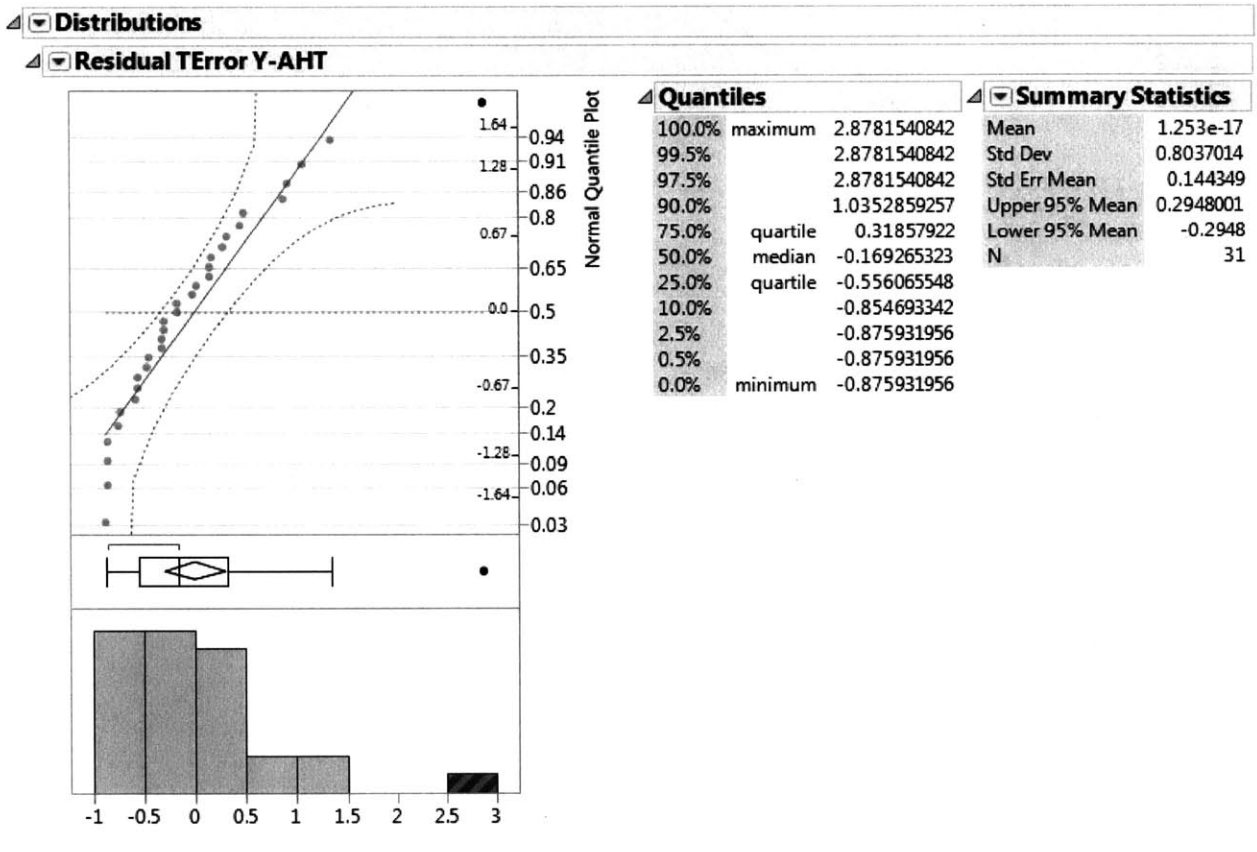 Distributions
Residual TError Y-AHT
1.64
1.28
0.67
0.0
-0.67
-1.28
-1.64
0.94
0.91
0.86
0.8
0.65
0.5
0.35
0.2
0.14
0.09
0.06
0.03
Normal Quantile Plot
-1 -0.5 0 0.5 1 1.5 2 2.5 3
Quantiles
100.0% maximum 2.8781540842
99.5% 2.8781540842
97.5% 2.8781540842
90.0% 1.0352859257
75.0% quartile 0.31857922
50.0% median -0.169265323
25.0% quartile -0.556065548
10.0% -0.854693342
2.5% -0.875931956
0.5% -0.875931956
0.0% minimum -0.875931956
Summary Statistics
Mean 1.253e-17
Std Dev 0.8037014
Std Err Mean 0.144349
Upper 95% Mean 0.2948001
Lower 95% Mean -0.2948
N 31